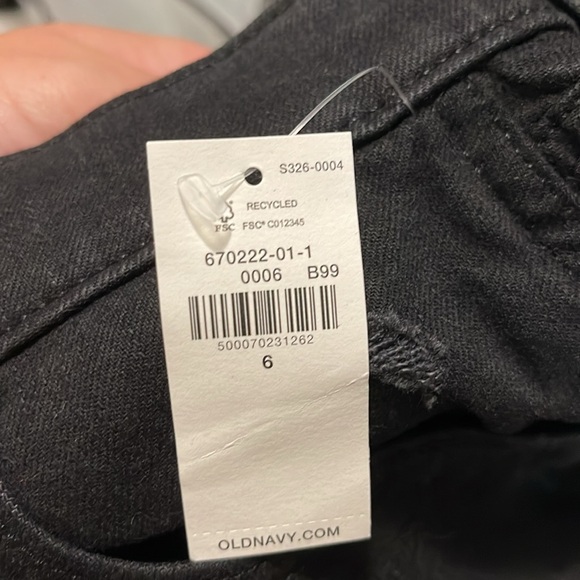 S326-0004
RECYCLED
FSC FSC® C012345
670222-01-1
0006 B99
500070231262
6
OLDNAVY.COM